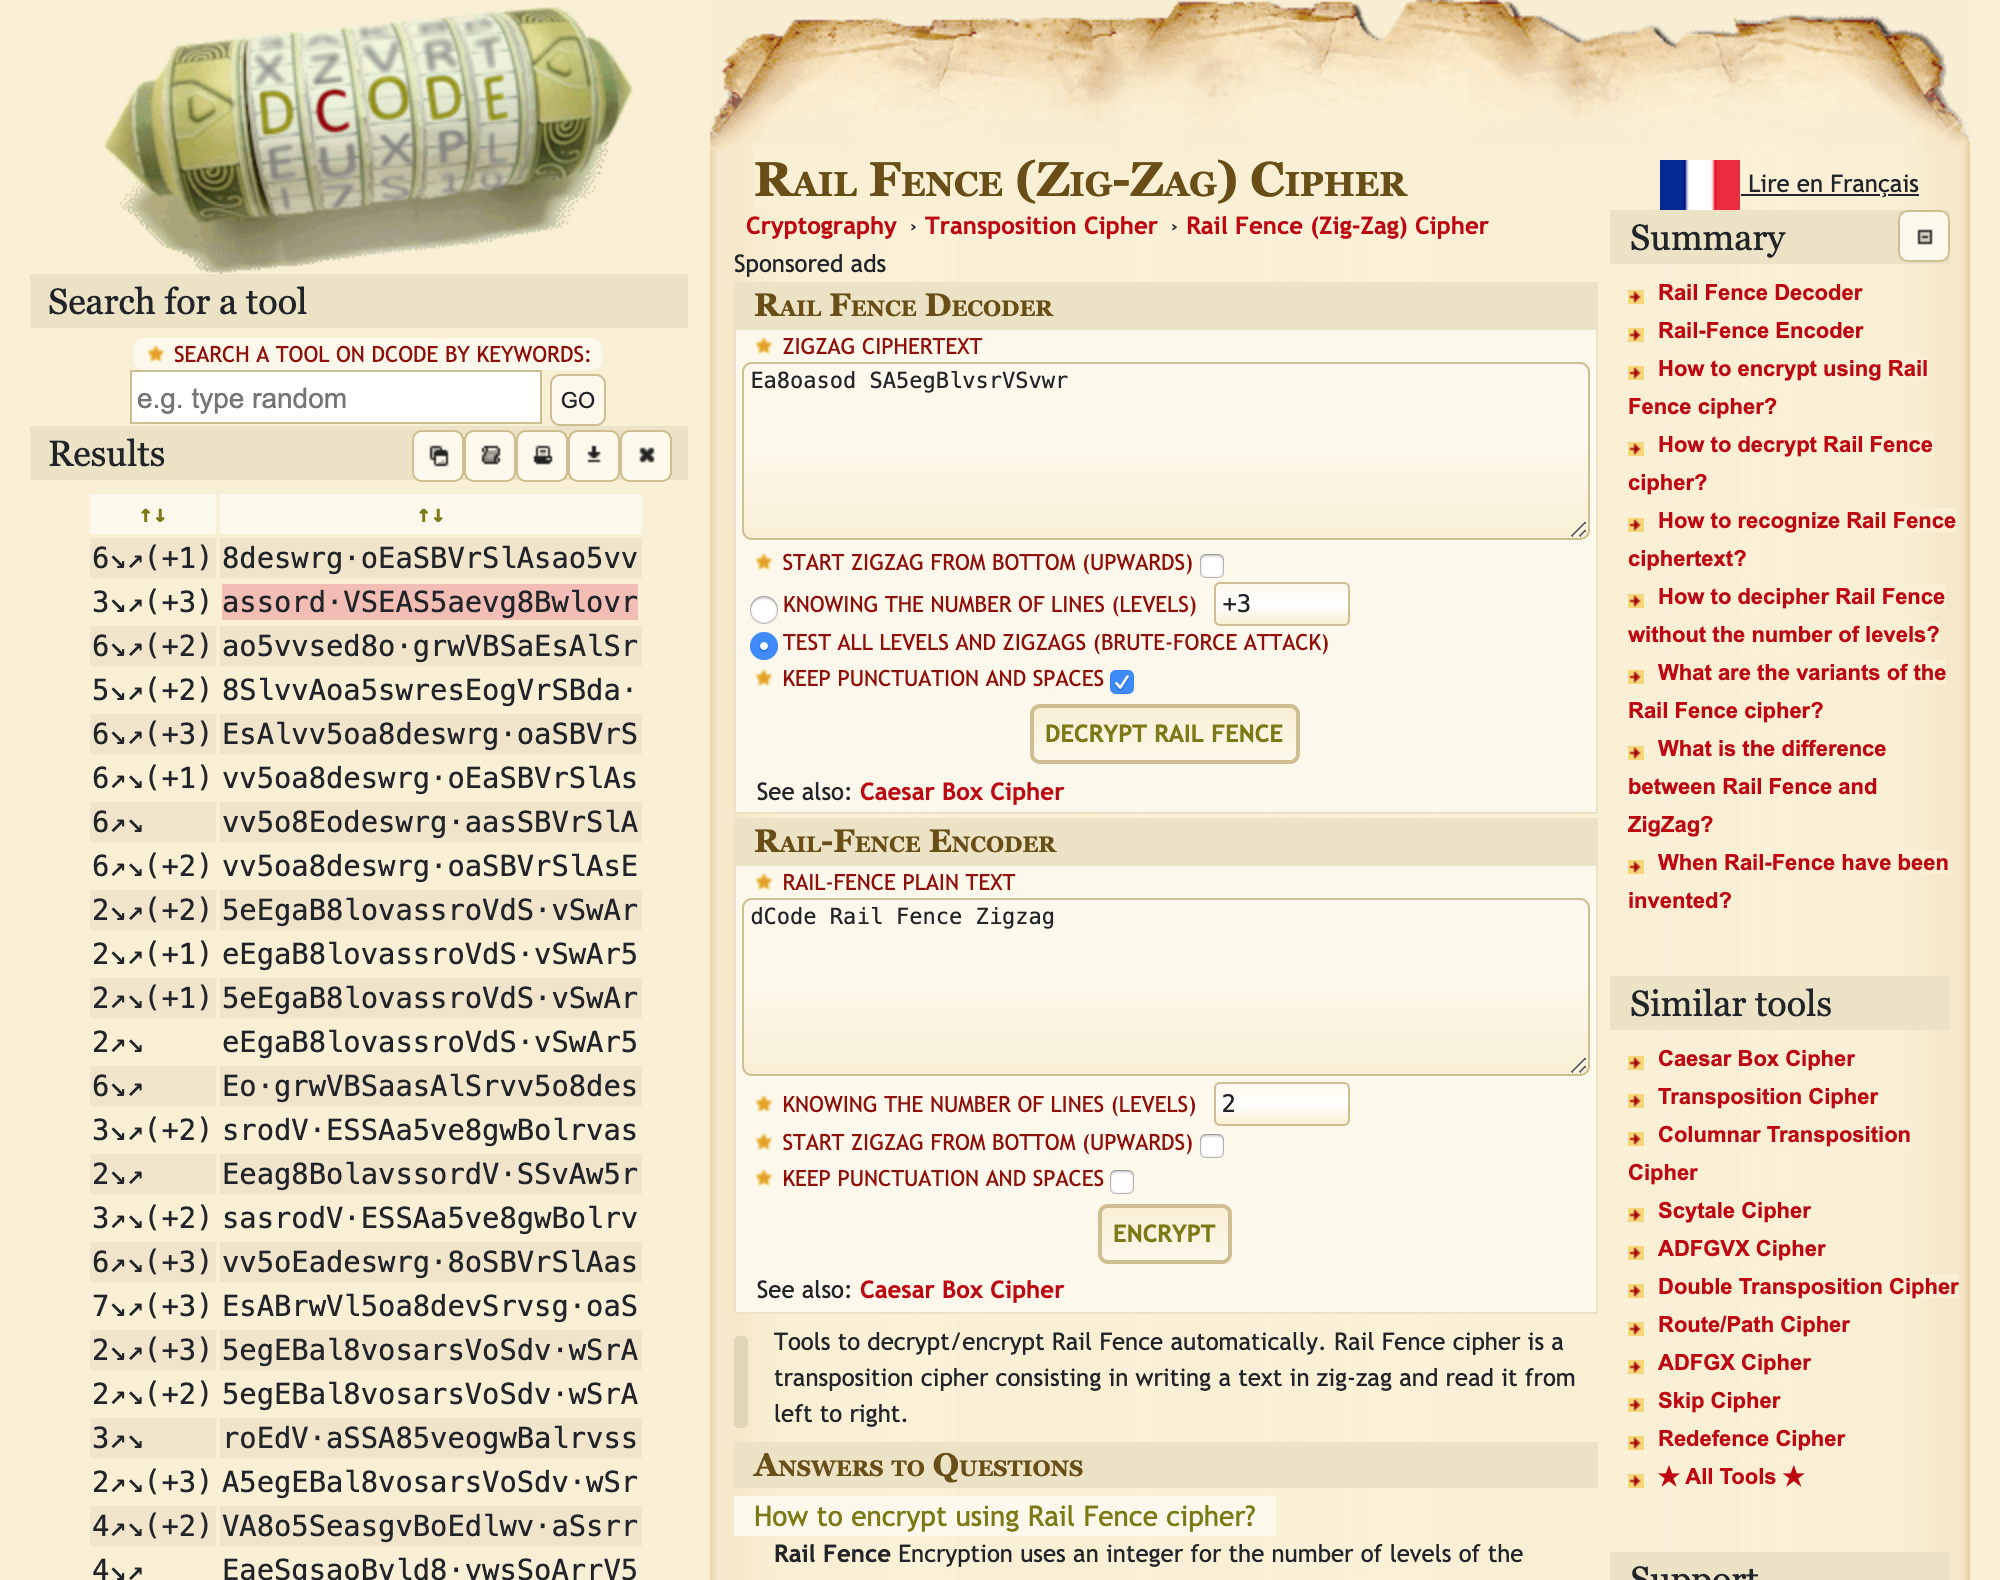 X Z V R T
D C O D E
E U X P L
Search for a tool
SEARCH A TOOL ON DCODE BY KEYWORDS:
e.g. type random
GO
Results
↑↓ ↑↓
6↘↗(+1) 8deswrg·oEaSBVrSlAsao5vv
3↘↗(+3) assord·VSEAS5aevg8Bwlovr
6↘↗(+2) ao5vvsed8o·grwVBSaEsAlSr
5↘↗(+2) 8SlvvAoa5swresEogVrSBda·
6↘↗(+3) EsAlvv5oa8deswrg·oaSBVrS
6↗↘(+1) vv5oa8deswrg·oEaSBVrSlAs
6↗↘ vv5o8Eodeswrg·aasSBVrSlA
6↗↘(+2) vv5oa8deswrg·oaSBVrSlAsE
2↘↗(+2) 5eEgaB8lovassroVdS·vSwAr
2↘↗(+1) eEgaB8lovassroVdS·vSwAr5
2↗↘(+1) 5eEgaB8lovassroVdS·vSwAr
2↗↘ eEgaB8lovassroVdS·vSwAr5
6↘↗ Eo·grwVBSaasAlSrvv5o8des
3↘↗(+2) srodV·ESSAa5ve8gwBolrvas
2↘↗ Eeag8BolavssordV·SSvAw5r
3↗↘(+2) sasrodV·ESSAa5ve8gwBolrv
6↗↘(+3) vv5oEadeswrg·8oSBVrSlAas
7↘↗(+3) EsABrwVl5oa8devSrvsg·oaS
2↘↗(+3) 5egEBal8vosarsVoSdv·wSrA
2↗↘(+2) 5egEBal8vosarsVoSdv·wSrA
3↗↘ roEdV·aSSA85veogwBalrvss
2↗↘(+3) A5egEBal8vosarsVoSdv·wSr
4↗↘(+2) VA8o5SeasgvBoEdlwv·aSsrr
4↘↗ EaeSgsaoBvld8·vwsSoArrV5
RAIL FENCE (ZIG-ZAG) CIPHER
Cryptography › Transposition Cipher › Rail Fence (Zig-Zag) Cipher
Sponsored ads
RAIL FENCE DECODER
ZIGZAG CIPHERTEXT
Ea8oasod SA5egBlvsrVSvwr
START ZIGZAG FROM BOTTOM (UPWARDS)
KNOWING THE NUMBER OF LINES (LEVELS) +3
TEST ALL LEVELS AND ZIGZAGS (BRUTE-FORCE ATTACK)
KEEP PUNCTUATION AND SPACES
DECRYPT RAIL FENCE
See also: Caesar Box Cipher
RAIL-FENCE ENCODER
RAIL-FENCE PLAIN TEXT
dCode Rail Fence Zigzag
KNOWING THE NUMBER OF LINES (LEVELS) 2
START ZIGZAG FROM BOTTOM (UPWARDS)
KEEP PUNCTUATION AND SPACES
ENCRYPT
See also: Caesar Box Cipher
Tools to decrypt/encrypt Rail Fence automatically. Rail Fence cipher is a
transposition cipher consisting in writing a text in zig-zag and read it from
left to right.
ANSWERS TO QUESTIONS
How to encrypt using Rail Fence cipher?
Rail Fence Encryption uses an integer for the number of levels of the
Lire en Français
Summary
Rail Fence Decoder
Rail-Fence Encoder
How to encrypt using Rail
Fence cipher?
How to decrypt Rail Fence
cipher?
How to recognize Rail Fence
ciphertext?
How to decipher Rail Fence
without the number of levels?
What are the variants of the
Rail Fence cipher?
What is the difference
between Rail Fence and
ZigZag?
When Rail-Fence have been
invented?
Similar tools
Caesar Box Cipher
Transposition Cipher
Columnar Transposition
Cipher
Scytale Cipher
ADFGVX Cipher
Double Transposition Cipher
Route/Path Cipher
ADFGX Cipher
Skip Cipher
Redefence Cipher
★ All Tools ★
Support